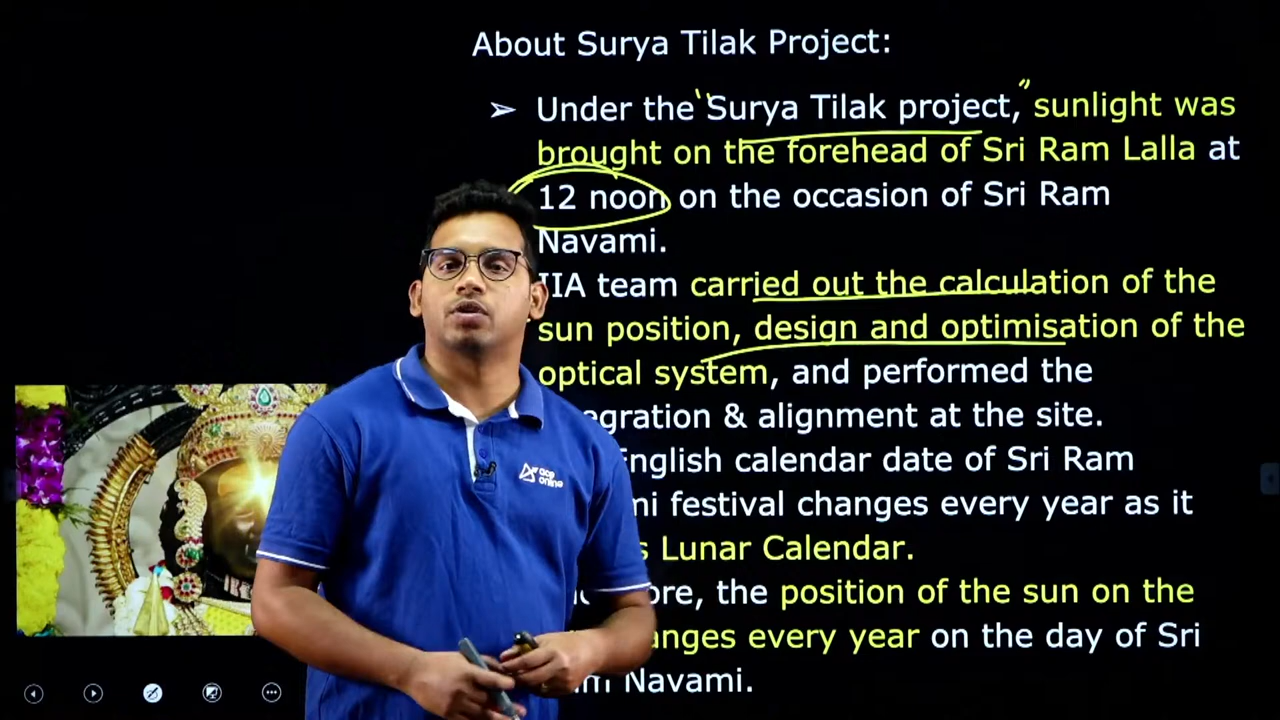 About Surya Tilak Project:
➢ Under the "Surya Tilak project," sunlight was
brought on the forehead of Sri Ram Lalla at
12 noon on the occasion of Sri Ram
Navami.
IIA team carried out the calculation of the
sun position, design and optimisation of the
optical system, and performed the
egration & alignment at the site.
English calendar date of Sri Ram
mi festival changes every year as it
s Lunar Calendar.
ore, the position of the sun on the
anges every year on the day of Sri
Navami.
ace
online